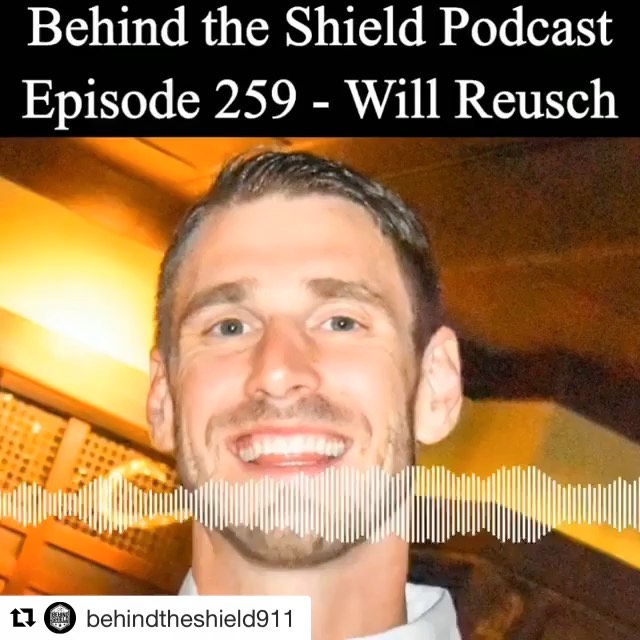 Behind the Shield Podcast
Episode 259 - Will Reusch
behindtheshield911